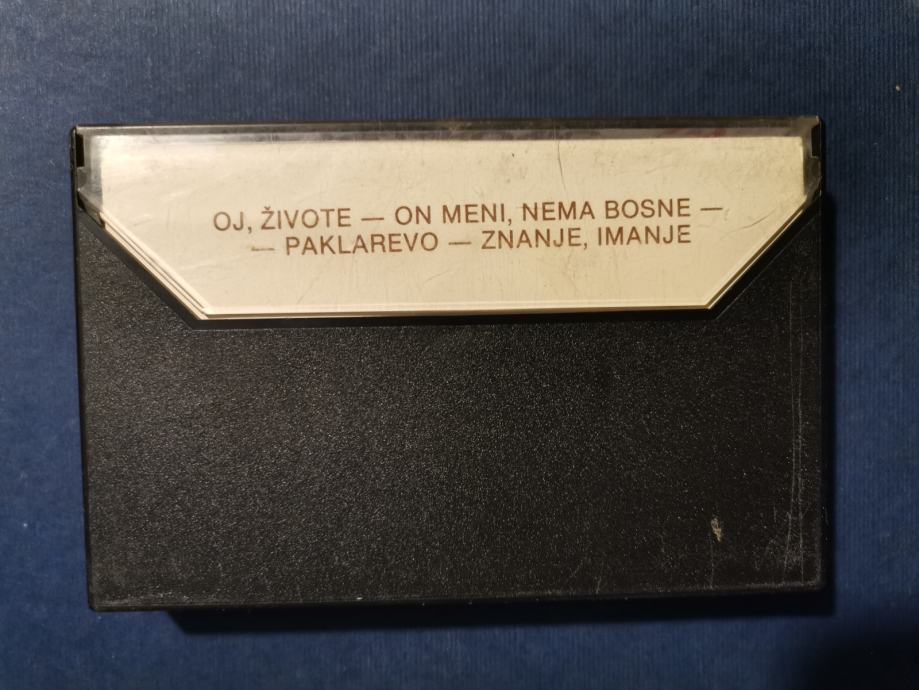 OJ, ŽIVOTE — ON MENI, NEMA BOSNE —
— PAKLAREVO — ZNANJE, IMANJE